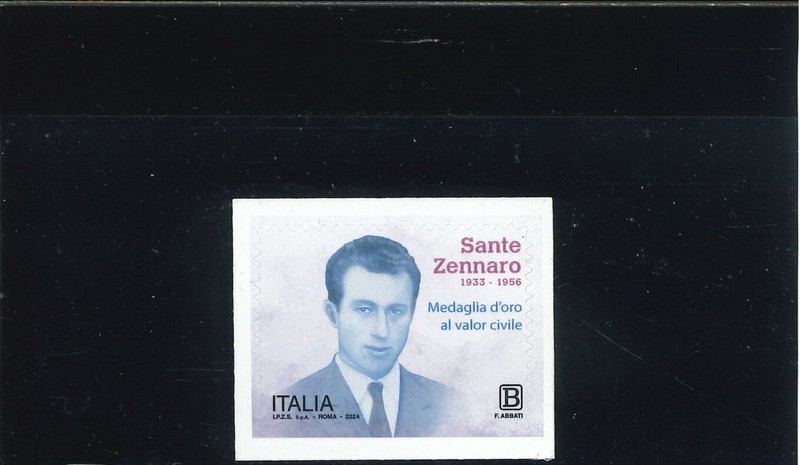 Sante
Zennaro
1933 - 1956
Medaglia d'oro
al valor civile
ITALIA
I.P.Z.S. S.p.A. - ROMA - 2024
B
F. ABBATI